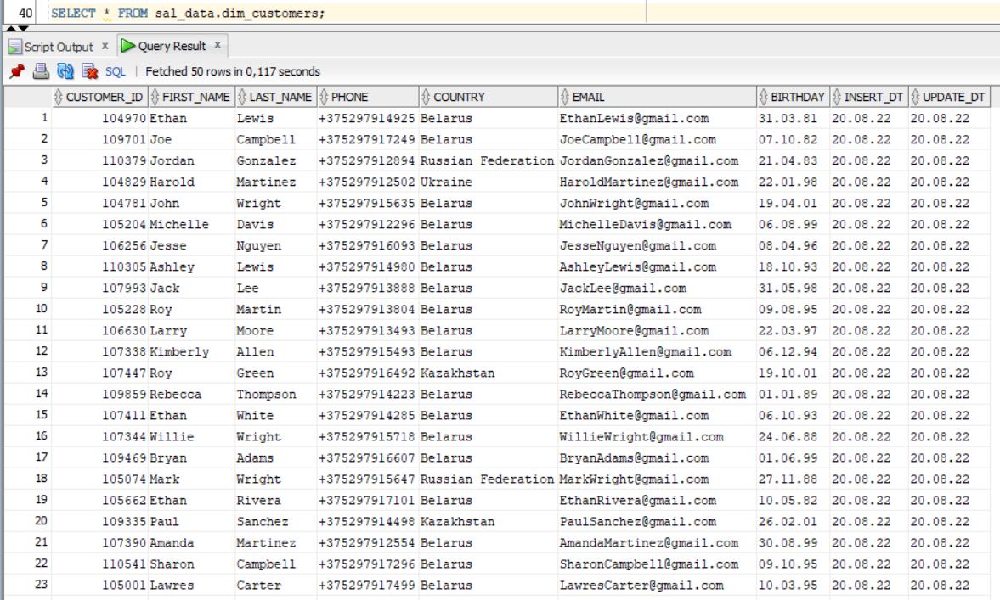 40 SELECT * FROM sal_data.dim_customers;
Script Output x Query Result x
SQL | Fetched 50 rows in 0,117 seconds
CUSTOMER_ID FIRST_NAME LAST_NAME PHONE COUNTRY EMAIL BIRTHDAY INSERT_DT UPDATE_DT
1 104970 Ethan Lewis +375297914925 Belarus EthanLewis@gmail.com 31.03.81 20.08.22 20.08.22
2 109701 Joe Campbell +375297917249 Belarus JoeCampbell@gmail.com 07.10.82 20.08.22 20.08.22
3 110379 Jordan Gonzalez +375297912894 Russian Federation JordanGonzalez@gmail.com 21.04.83 20.08.22 20.08.22
4 104829 Harold Martinez +375297912502 Ukraine HaroldMartinez@gmail.com 22.01.98 20.08.22 20.08.22
5 104781 John Wright +375297915635 Belarus JohnWright@gmail.com 19.04.01 20.08.22 20.08.22
6 105204 Michelle Davis +375297912296 Belarus MichelleDavis@gmail.com 06.08.99 20.08.22 20.08.22
7 106256 Jesse Nguyen +375297916093 Belarus JesseNguyen@gmail.com 08.04.96 20.08.22 20.08.22
8 110305 Ashley Lewis +375297914980 Belarus AshleyLewis@gmail.com 18.10.93 20.08.22 20.08.22
9 107993 Jack Lee +375297913888 Belarus JackLee@gmail.com 31.05.98 20.08.22 20.08.22
10 105228 Roy Martin +375297913804 Belarus RoyMartin@gmail.com 09.08.95 20.08.22 20.08.22
11 106630 Larry Moore +375297913493 Belarus LarryMoore@gmail.com 22.03.97 20.08.22 20.08.22
12 107338 Kimberly Allen +375297915493 Belarus KimberlyAllen@gmail.com 06.12.94 20.08.22 20.08.22
13 107447 Roy Green +375297916492 Kazakhstan RoyGreen@gmail.com 19.10.01 20.08.22 20.08.22
14 109859 Rebecca Thompson +375297914223 Belarus RebeccaThompson@gmail.com 01.01.89 20.08.22 20.08.22
15 107411 Ethan White +375297914285 Belarus EthanWhite@gmail.com 06.10.93 20.08.22 20.08.22
16 107344 Willie Wright +375297915718 Belarus WillieWright@gmail.com 24.06.88 20.08.22 20.08.22
17 109469 Bryan Adams +375297916607 Belarus BryanAdams@gmail.com 01.06.99 20.08.22 20.08.22
18 105074 Mark Wright +375297915647 Russian Federation MarkWright@gmail.com 27.11.88 20.08.22 20.08.22
19 105662 Ethan Rivera +375297917101 Belarus EthanRivera@gmail.com 10.05.82 20.08.22 20.08.22
20 109335 Paul Sanchez +375297914498 Kazakhstan PaulSanchez@gmail.com 26.02.01 20.08.22 20.08.22
21 107390 Amanda Martinez +375297912554 Belarus AmandaMartinez@gmail.com 30.08.99 20.08.22 20.08.22
22 110541 Sharon Campbell +375297917296 Belarus SharonCampbell@gmail.com 09.10.95 20.08.22 20.08.22
23 105001 Lawres Carter +375297917499 Belarus LawresCarter@gmail.com 10.03.95 20.08.22 20.08.22